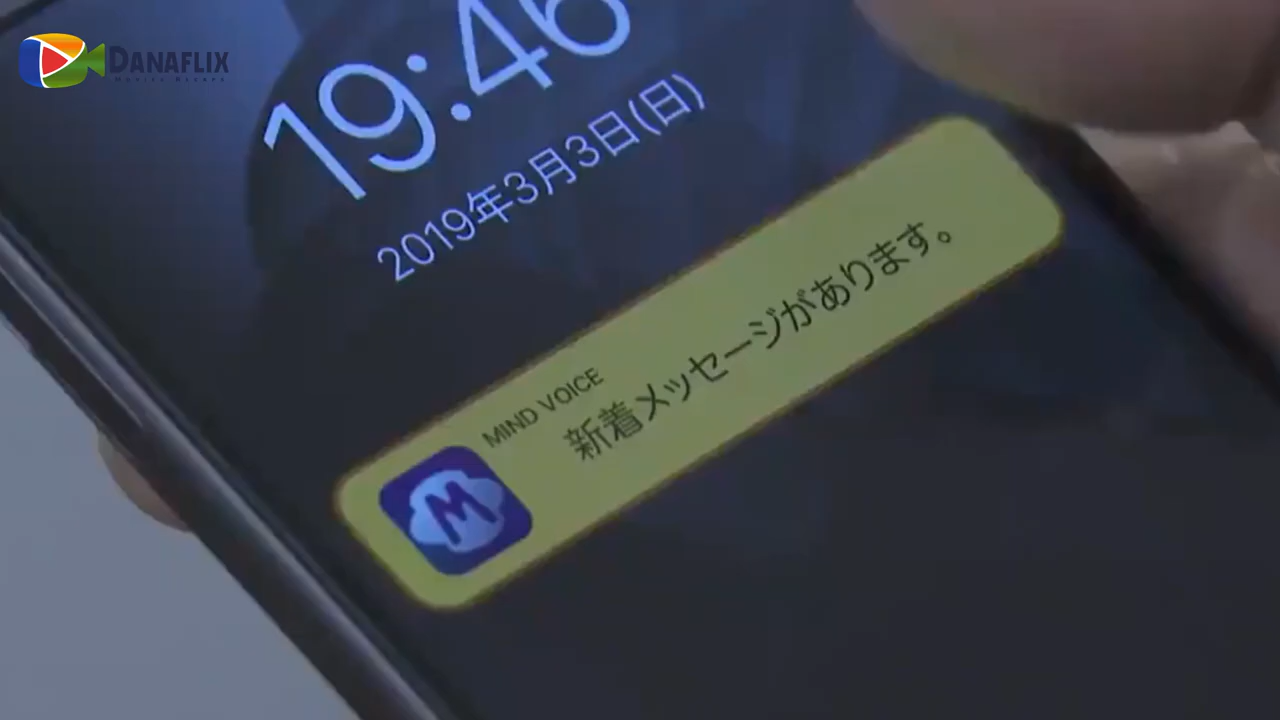 DANAFLIX
19:46
2019年3月3日(日)
MIND VOICE
新着メッセージがあります。
M